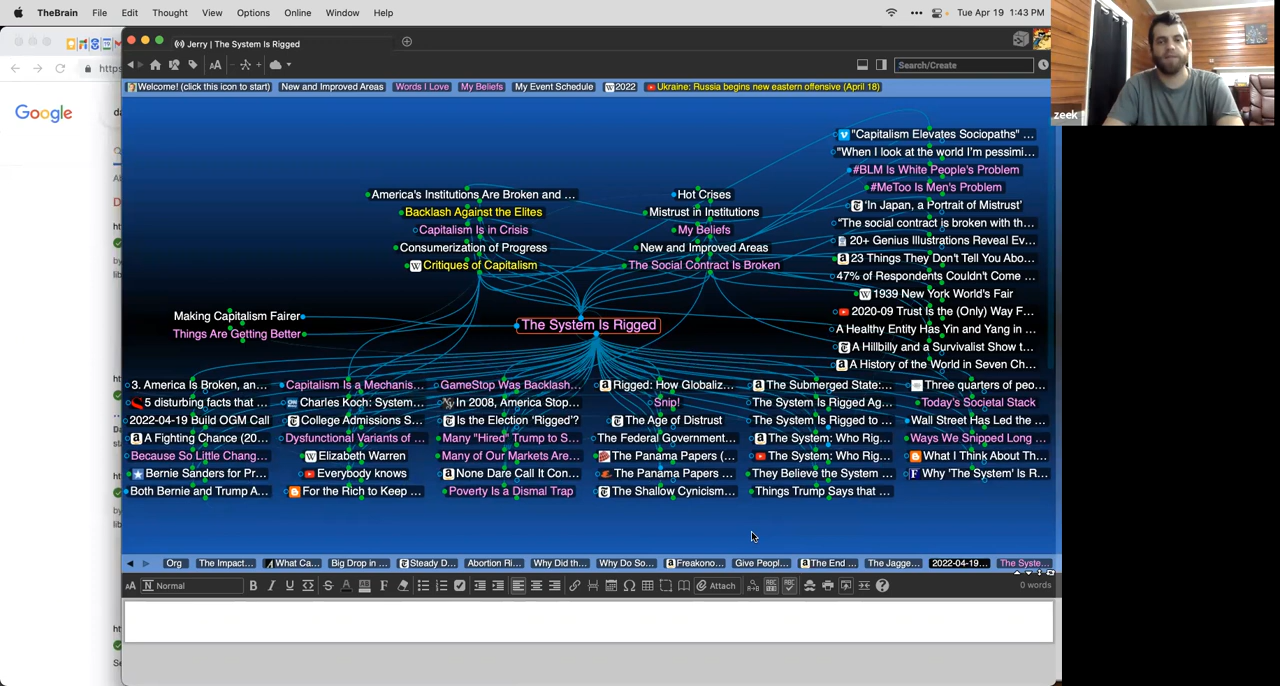 TheBrain File Edit Thought View Options Online Window Help
Tue Apr 19 1:43 PM
Jerry | The System Is Rigged
Search/Create
Welcome! (click this icon to start) New and Improved Areas Words I Love My Beliefs My Event Schedule 2022 Ukraine: Russia begins new eastern offensive (April 18)
https
Google
zeek
"Capitalism Elevates Sociopaths" ...
"When I look at the world I'm pessimi...
#BLM Is White People's Problem
#MeToo Is Men's Problem
'In Japan, a Portrait of Mistrust'
"The social contract is broken with th...
20+ Genius Illustrations Reveal Ev...
23 Things They Don't Tell You Abo...
47% of Respondents Couldn't Come ...
1939 New York World's Fair
2020-09 Trust Is the (Only) Way F...
A Healthy Entity Has Yin and Yang in ...
A Hillbilly and a Survivalist Show t...
A History of the World in Seven Ch...
America's Institutions Are Broken and ...
Backlash Against the Elites
Capitalism Is in Crisis
Consumerization of Progress
Critiques of Capitalism
Hot Crises
Mistrust in Institutions
My Beliefs
New and Improved Areas
The Social Contract Is Broken
Making Capitalism Fairer
Things Are Getting Better
The System Is Rigged
3. America Is Broken, an...
5 disturbing facts that ...
2022-04-19 Build OGM Call
A Fighting Chance (20...
Because So Little Chang...
Bernie Sanders for Pr...
Both Bernie and Trump A...
Capitalism Is a Mechanis...
Charles Koch: System...
College Admissions S...
Dysfunctional Variants of ...
Elizabeth Warren
Everybody knows
For the Rich to Keep ...
GameStop Was Backlash...
In 2008, America Stop...
Is the Election 'Rigged'?
Many "Hired" Trump to S...
Many of Our Markets Are...
None Dare Call It Con...
Poverty Is a Dismal Trap
Rigged: How Globaliz...
Snip!
The Age of Distrust
The Federal Government...
The Panama Papers (...
The Panama Papers ...
The Shallow Cynicism...
The Submerged State:...
The System Is Rigged Ag...
The System Is Rigged to ...
The System: Who Rig...
The System: Who Rig...
They Believe the System ...
Things Trump Says that ...
Three quarters of peo...
Today's Societal Stack
Wall Street Has Led the ...
Ways We Snipped Long ...
What I Think About Th...
Why 'The System' Is R...
Org The Impact... What Ca... Big Drop in ... Steady D... Abortion Ri... Why Did th... Why Do So... Freakono... Give Peopl... The End ... The Jagge... 2022-04-19... The Syste...
Normal B I U S A F Attach 0 words